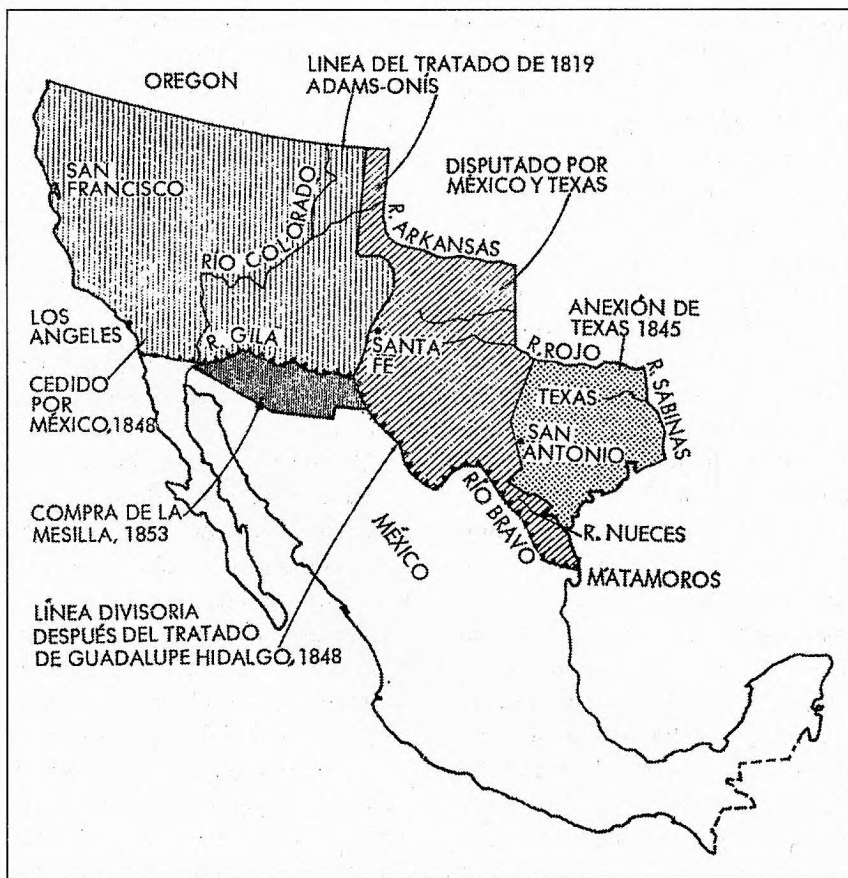 OREGON
LINEA DEL TRATADO DE 1819
ADAMS-ONÍS
SAN
FRANCISCO
RÍO COLORADO
DISPUTADO POR
MÉXICO Y TEXAS
R. ARKANSAS
LOS
ANGELES
R. GILA
SANTA
FE
ANEXIÓN DE
TEXAS 1845
R. ROJO
R. SABINAS
CEDIDO
POR
MÉXICO, 1848
TEXAS
SAN
ANTONIO
COMPRA DE LA
MESILLA, 1853
MÉXICO
RÍO BRAVO
R. NUECES
MATAMOROS
LÍNEA DIVISORIA
DESPUÉS DEL TRATADO
DE GUADALUPE HIDALGO, 1848